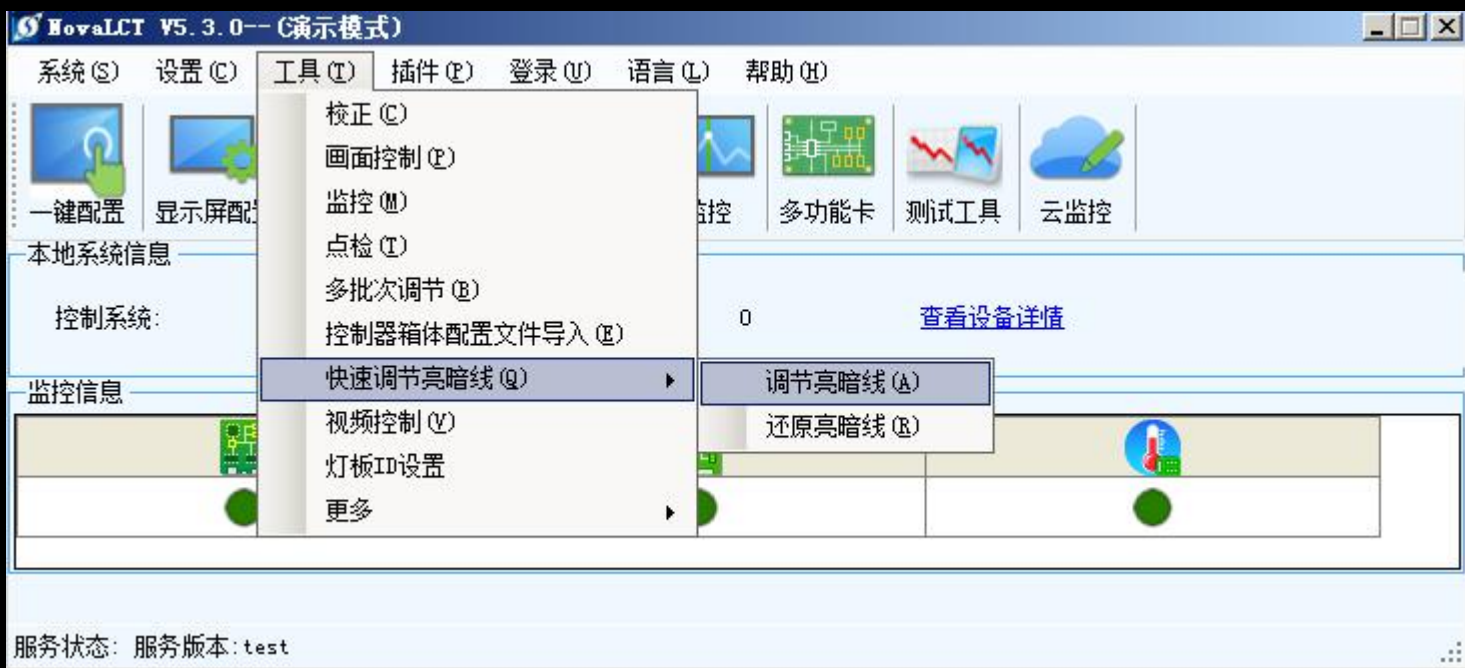 NovaLCT V5.3.0--(演示模式)
系统(S) 设置(C) 工具(T) 插件(P) 登录(U) 语言(L) 帮助(H)
校正(C)
画面控制(P)
监控(M)
点检(T)
多批次调节(B)
控制器箱体配置文件导入(E)
快速调节亮暗线(Q)
调节亮暗线(A)
还原亮暗线(R)
视频控制(V)
灯板ID设置
更多
一键配置 显示屏配 监控 多功能卡 测试工具 云监控
本地系统信息
控制系统: 0 查看设备详情
监控信息
服务状态: 服务版本:test